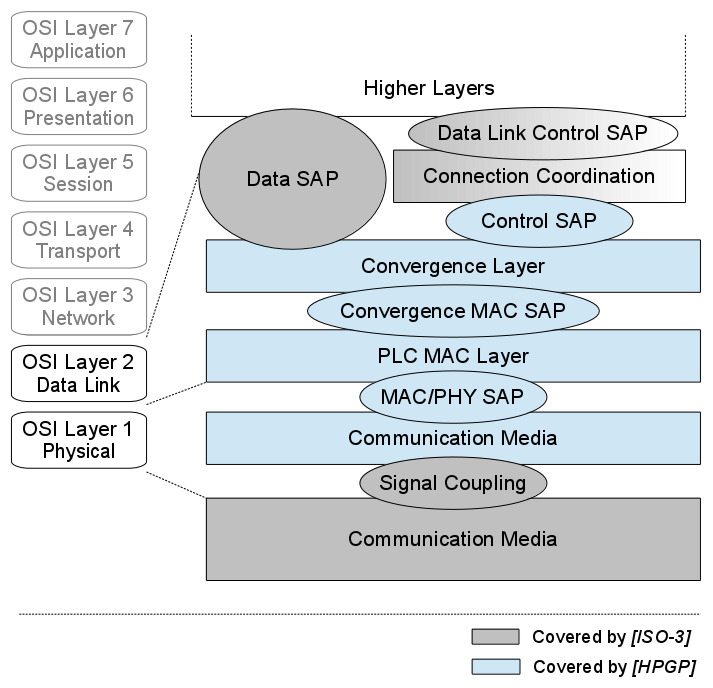 OSI Layer 7
Application
OSI Layer 6
Presentation
OSI Layer 5
Session
OSI Layer 4
Transport
OSI Layer 3
Network
OSI Layer 2
Data Link
OSI Layer 1
Physical
Higher Layers
Data SAP
Data Link Control SAP
Connection Coordination
Control SAP
Convergence Layer
Convergence MAC SAP
PLC MAC Layer
MAC/PHY SAP
Communication Media
Signal Coupling
Communication Media
Covered by [ISO-3]
Covered by [HPGP]